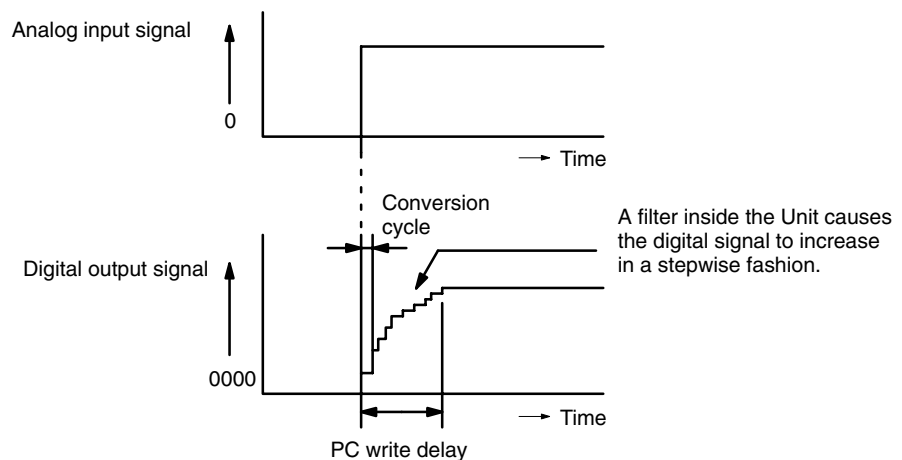 Analog input signal
0
Time
Conversion
cycle
A filter inside the Unit causes
the digital signal to increase
in a stepwise fashion.
Digital output signal
0000
Time
PC write delay